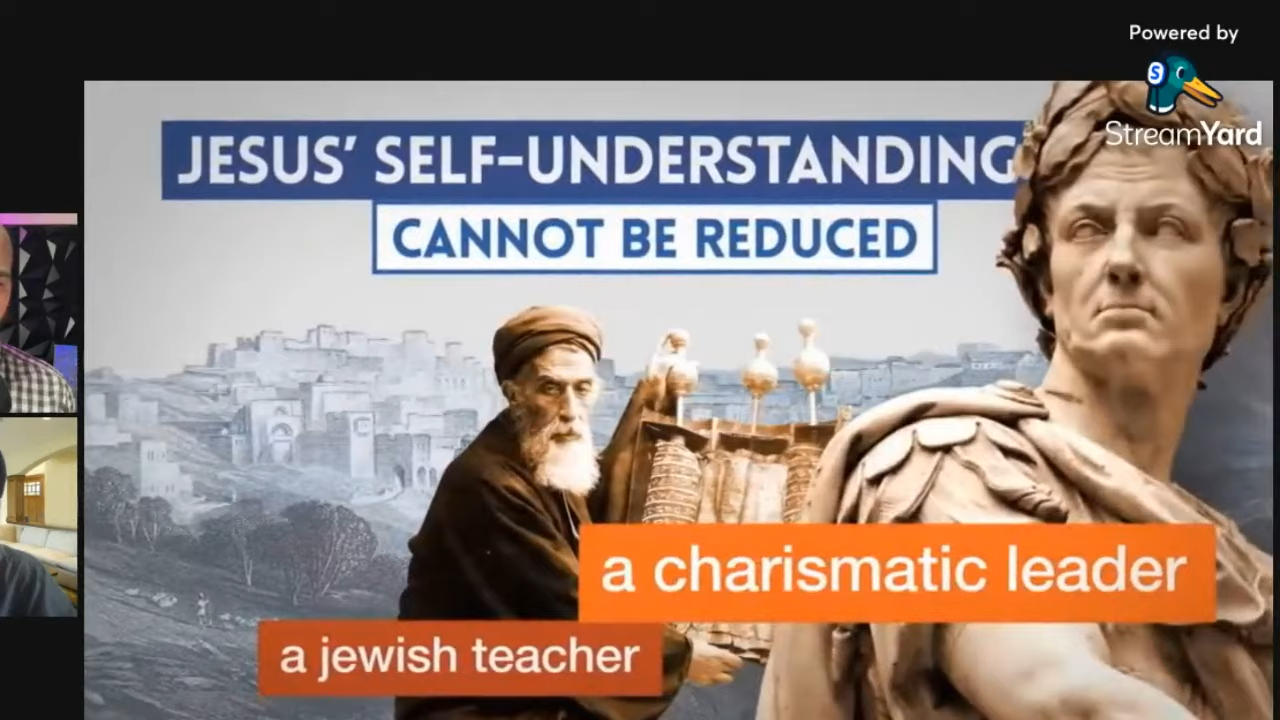 Powered by
S
StreamYard
JESUS’ SELF-UNDERSTANDING
CANNOT BE REDUCED
a charismatic leader
a jewish teacher